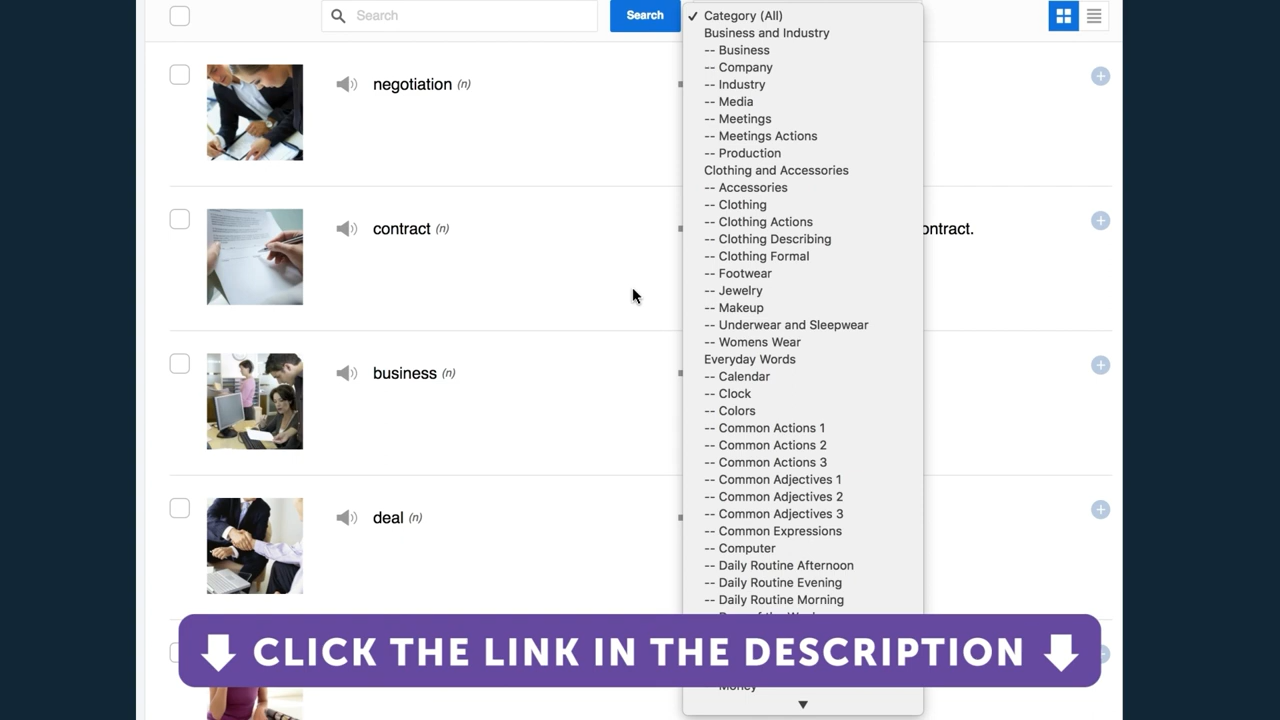 Search
Search
✓ Category (All)
Business and Industry
-- Business
-- Company
-- Industry
-- Media
-- Meetings
-- Meetings Actions
-- Production
Clothing and Accessories
-- Accessories
-- Clothing
-- Clothing Actions
-- Clothing Describing
-- Clothing Formal
-- Footwear
-- Jewelry
-- Makeup
-- Underwear and Sleepwear
-- Womens Wear
Everyday Words
-- Calendar
-- Clock
-- Colors
-- Common Actions 1
-- Common Actions 2
-- Common Actions 3
-- Common Adjectives 1
-- Common Adjectives 2
-- Common Adjectives 3
-- Common Expressions
-- Computer
-- Daily Routine Afternoon
-- Daily Routine Evening
-- Daily Routine Morning
negotiation (n)
contract (n)
ontract.
business (n)
deal (n)
CLICK THE LINK IN THE DESCRIPTION